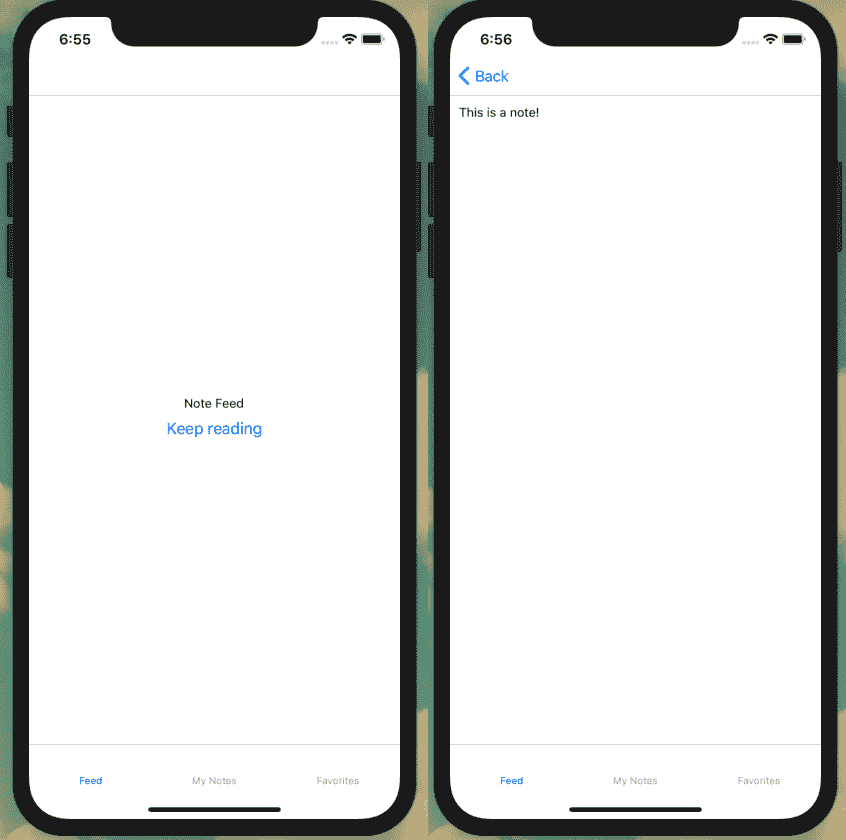 6:55
Note Feed
Keep reading
Feed My Notes Favorites
6:56
Back
This is a note!
Feed My Notes Favorites